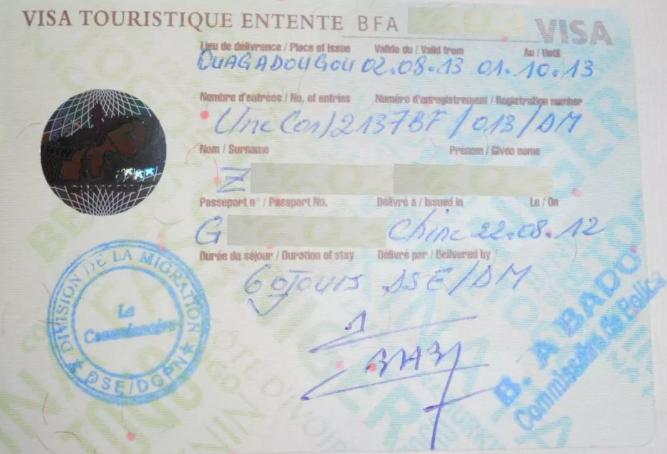 VISA TOURISTIQUE ENTENTE BFA
VISA
Lieu de délivrance / Place of issue Valide du / Valid from Au / Until
OUAGADOUGOU 02.08.13 01.10.13
Nombre d'entrées / No. of entries Numéro d'enregistrement / Registration number
Une (01)/2137BF/013/DM
Nom / Surname Prénom / Given name
Z
Passeport n° / Passport No. Délivré à / Issued in Le / On
G Chine 22.08.12
Durée du séjour / Duration of stay Délivré par / Delivered by
60 JOURS DSE/DM
DIVISION DE LA MIGRATION
Le
Commissaire
DSE/DGPN
B. A BADO
Commissaire de Police